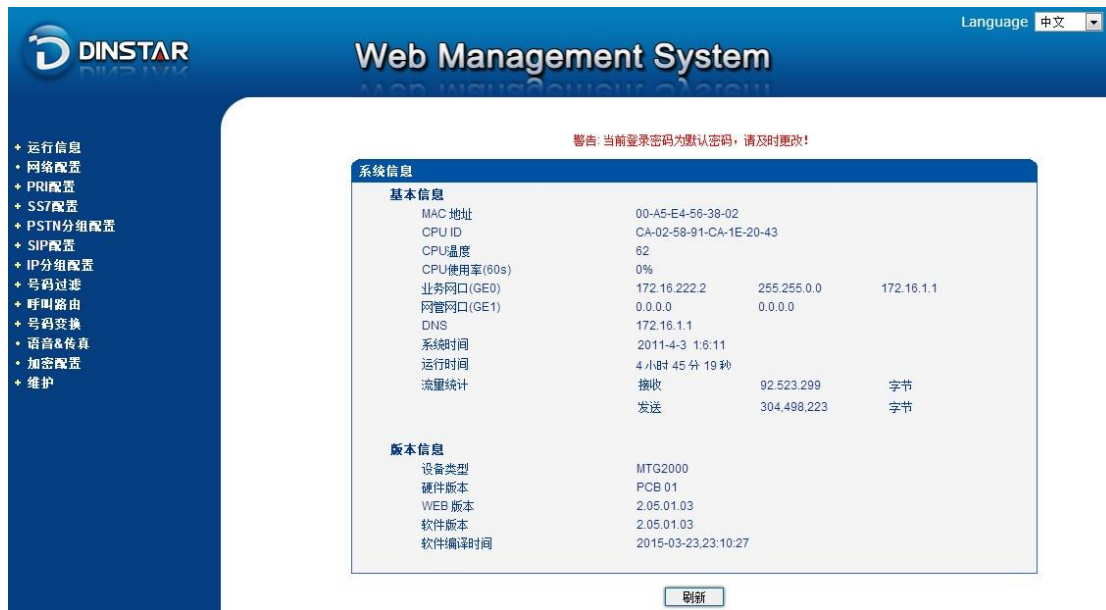 Language 中文
DINSTAR
Web Management System
+ 运行信息
• 网络配置
+ PRI配置
+ SS7配置
+ PSTN分组配置
+ SIP配置
+ IP分组配置
+ 号码过滤
+ 呼叫路由
+ 号码变换
• 语音&传真
• 加密配置
+ 维护
警告: 当前登录密码为默认密码，请及时更改!
系统信息
基本信息
MAC 地址 00-A5-E4-56-38-02
CPU ID CA-02-58-91-CA-1E-20-43
CPU温度 62
CPU使用率(60s) 0%
业务网口(GE0) 172.16.222.2 255.255.0.0 172.16.1.1
网管网口(GE1) 0.0.0.0 0.0.0.0
DNS 172.16.1.1
系统时间 2011-4-3 1:6:11
运行时间 4 小时 45 分 19 秒
流量统计 接收 92.523.299 字节
发送 304,498,223 字节
版本信息
设备类型 MTG2000
硬件版本 PCB 01
WEB 版本 2.05.01.03
软件版本 2.05.01.03
软件编译时间 2015-03-23,23:10:27
刷新